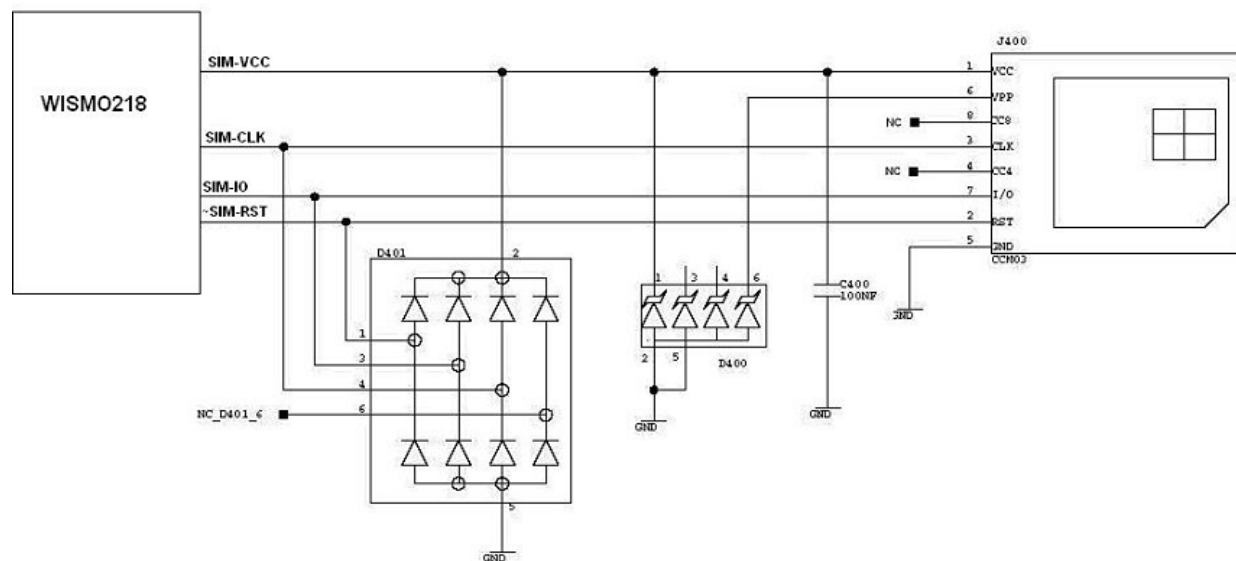 J400
SIM-VCC
1
VCC
WISMO218
6
VPP
NC
8
CC8
SIM-CLK
3
CLK
NC
4
CC4
SIM-IO
7
I/O
~SIM-RST
2
RST
5
GND
CCM03
D401
2
1
3
4
6
C400
100NF
GND
1
2
5
D400
3
4
NC_D401_6
6
GND
GND
5
GND